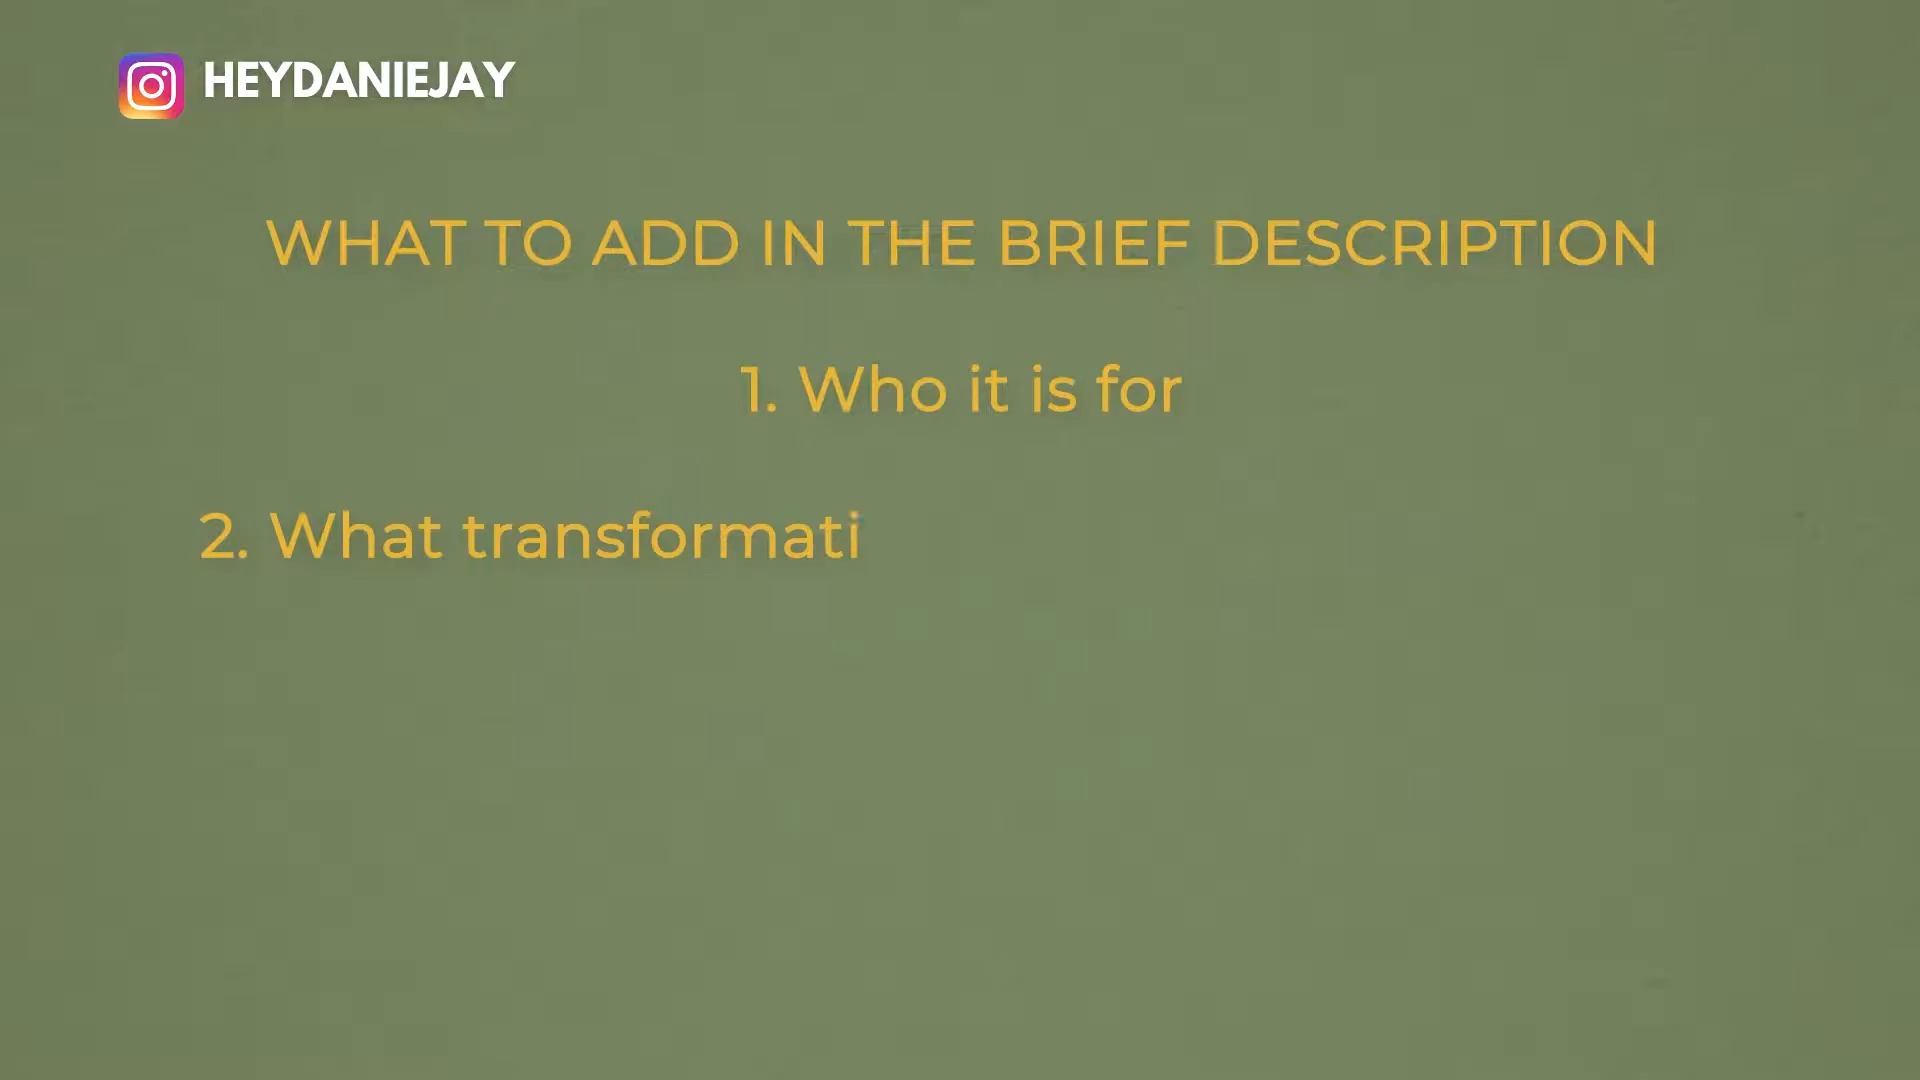 HEYDANIEJAY
WHAT TO ADD IN THE BRIEF DESCRIPTION
1. Who it is for
2. What transformati